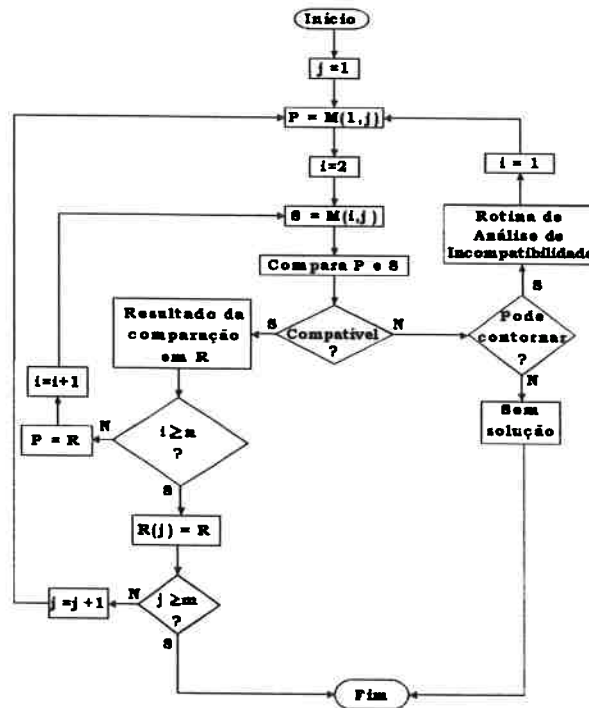 Início
j =1
P = M(1,j)
i=2
i = 1
S = M(i,j)
Rotina de
Análise de
Incompatibilidade
Compara P e S
S
Resultado da
comparação
em R
S
Compatível
?
N
Pode
contornar
?
i=i+1
N
P = R
N
i ≥n
?
Sem
solução
S
R(j) = R
j =j +1
N
j ≥m
?
S
Fim